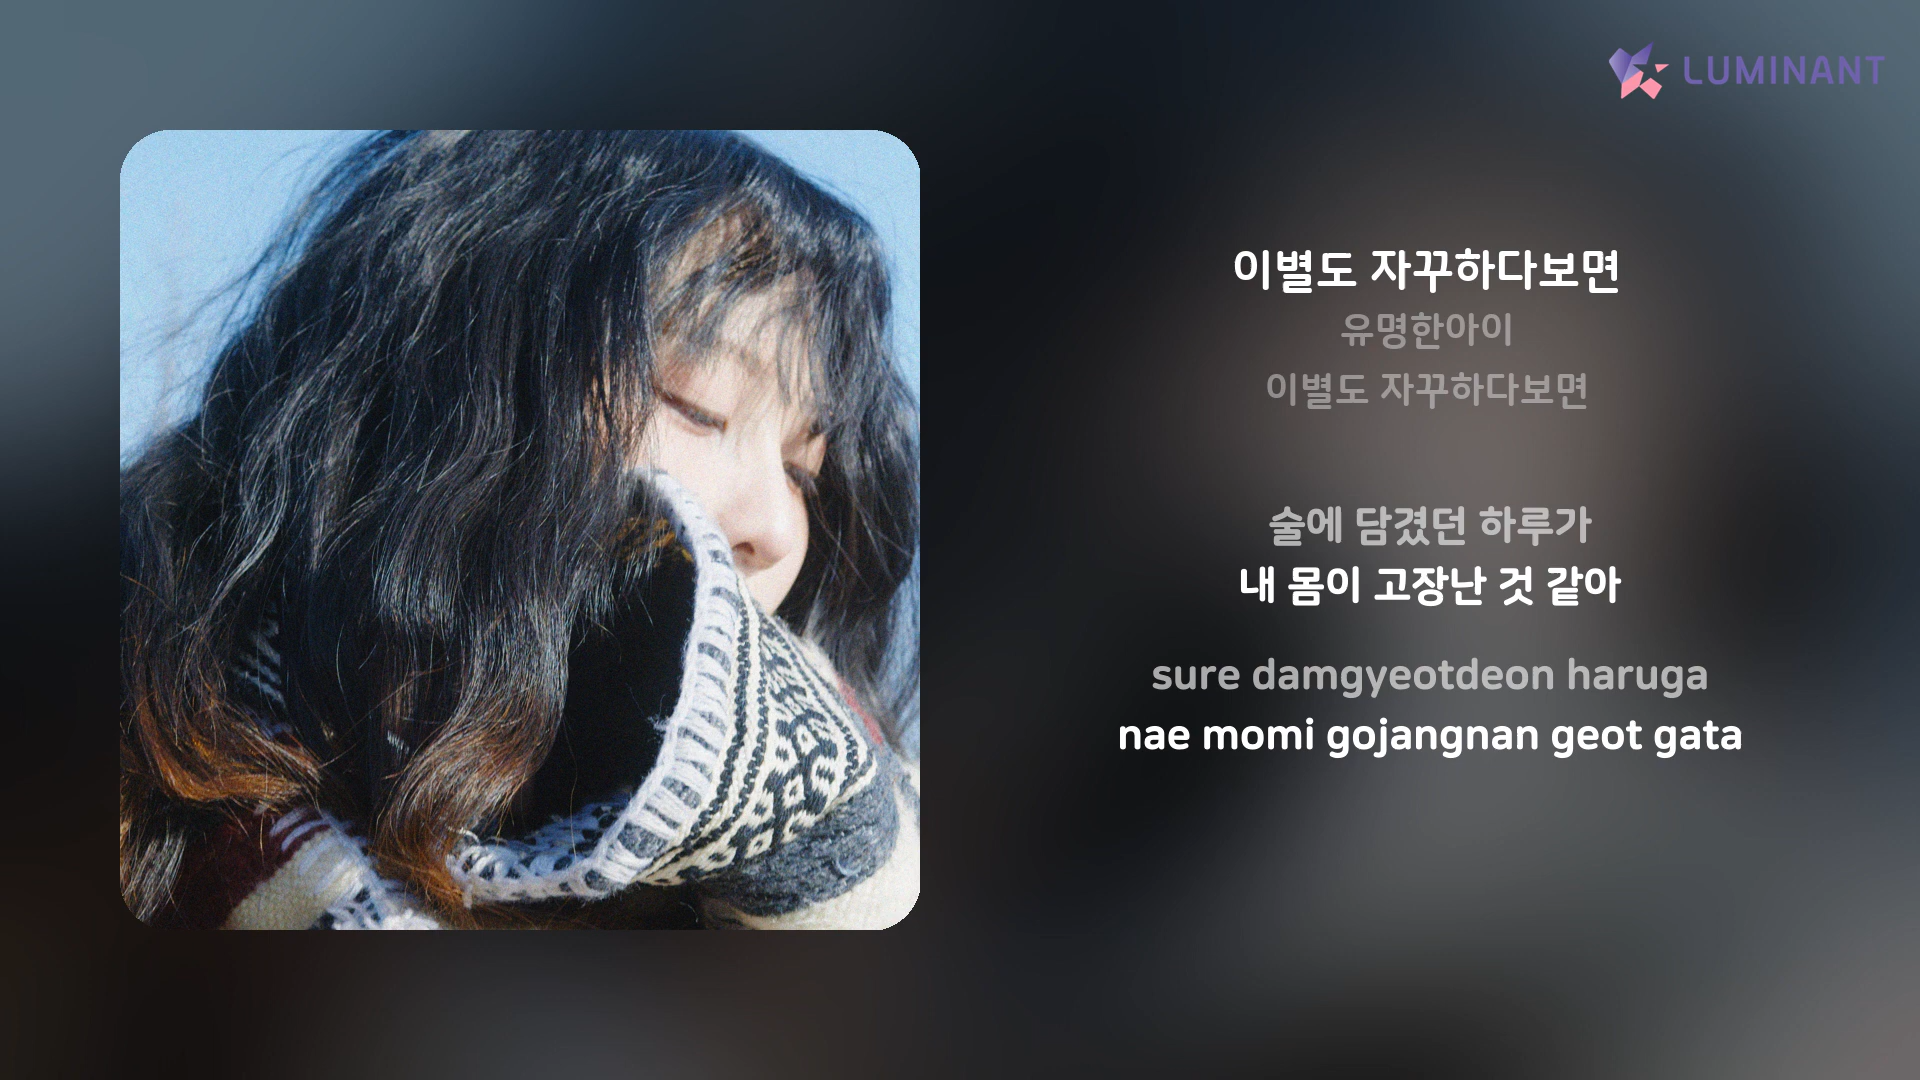 LUMINANT
이별도 자꾸하다보면
유명한아이
이별도 자꾸하다보면
술에 담겼던 하루가
내 몸이 고장난 것 같아
sure damgyeotdeon haruga
nae momi gojangnan geot gata